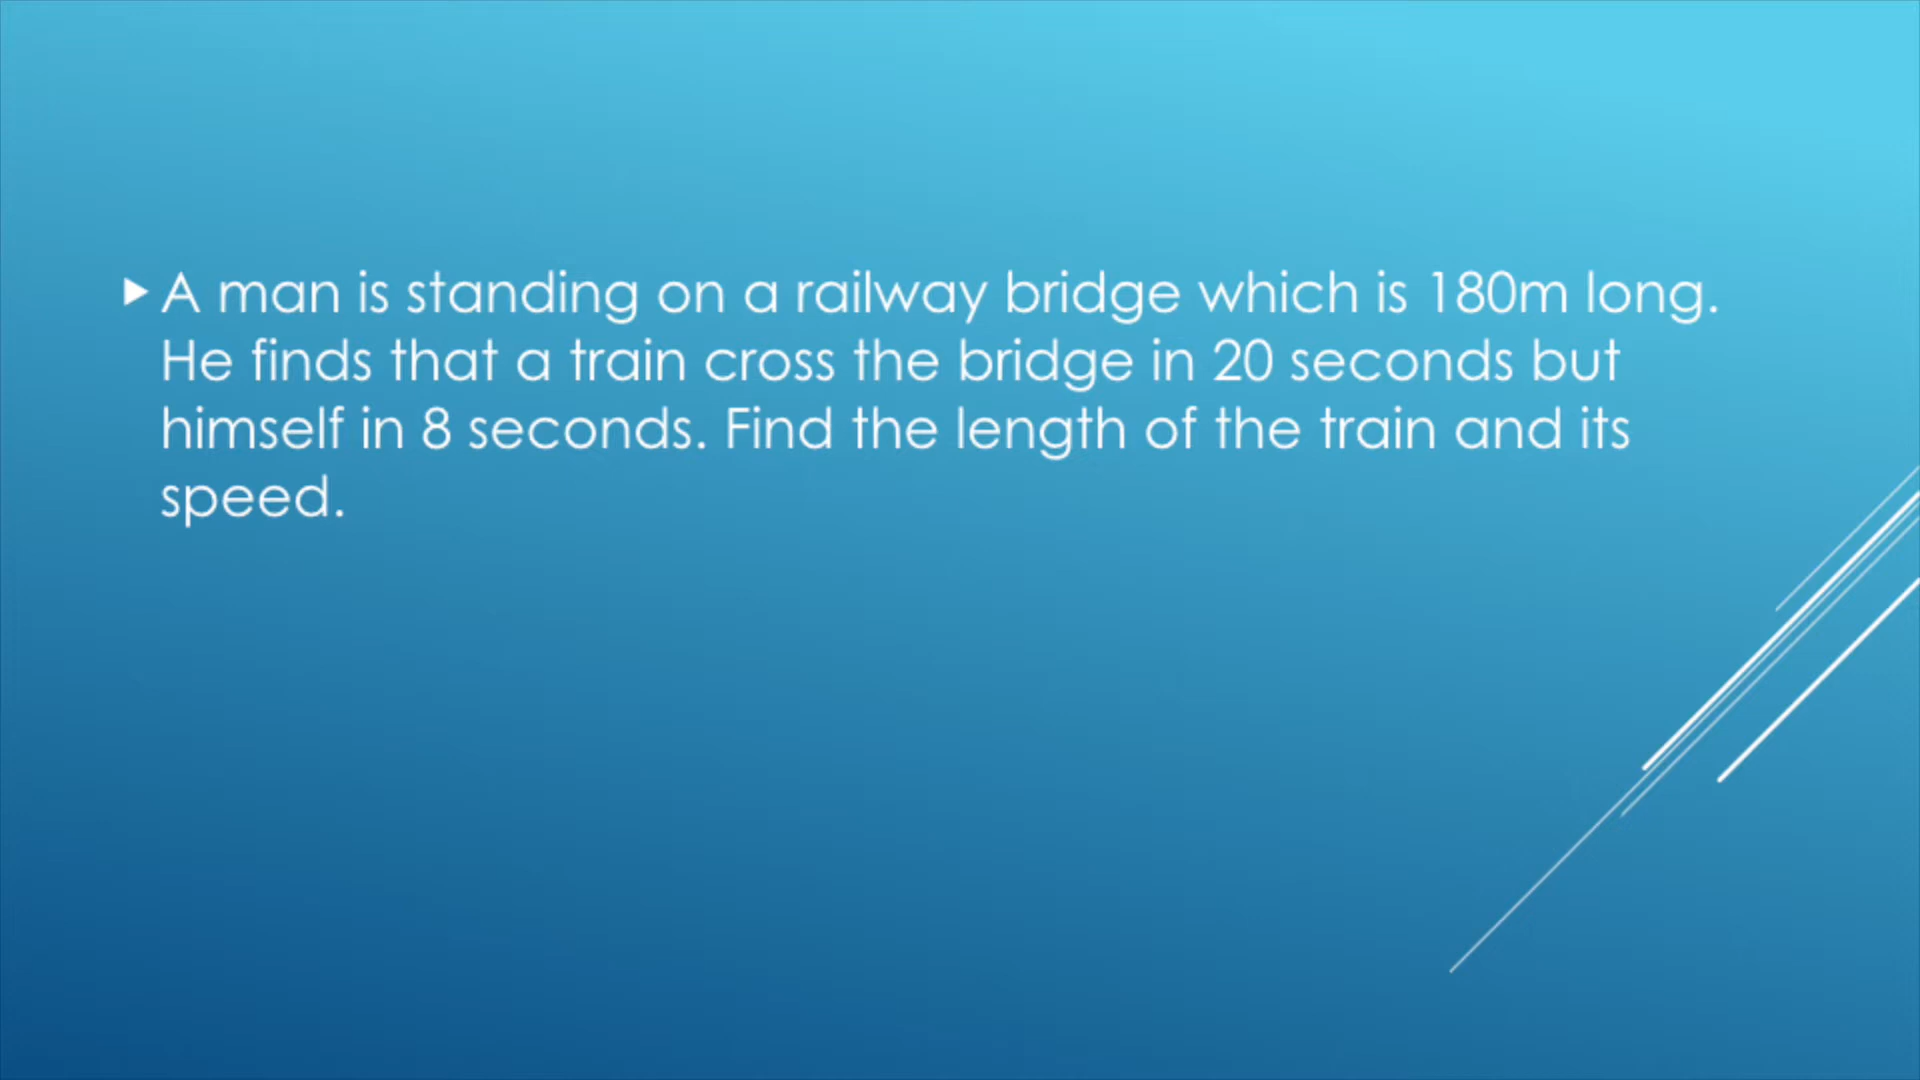 A man is standing on a railway bridge which is 180m long.
He finds that a train cross the bridge in 20 seconds but
himself in 8 seconds. Find the length of the train and its
speed.